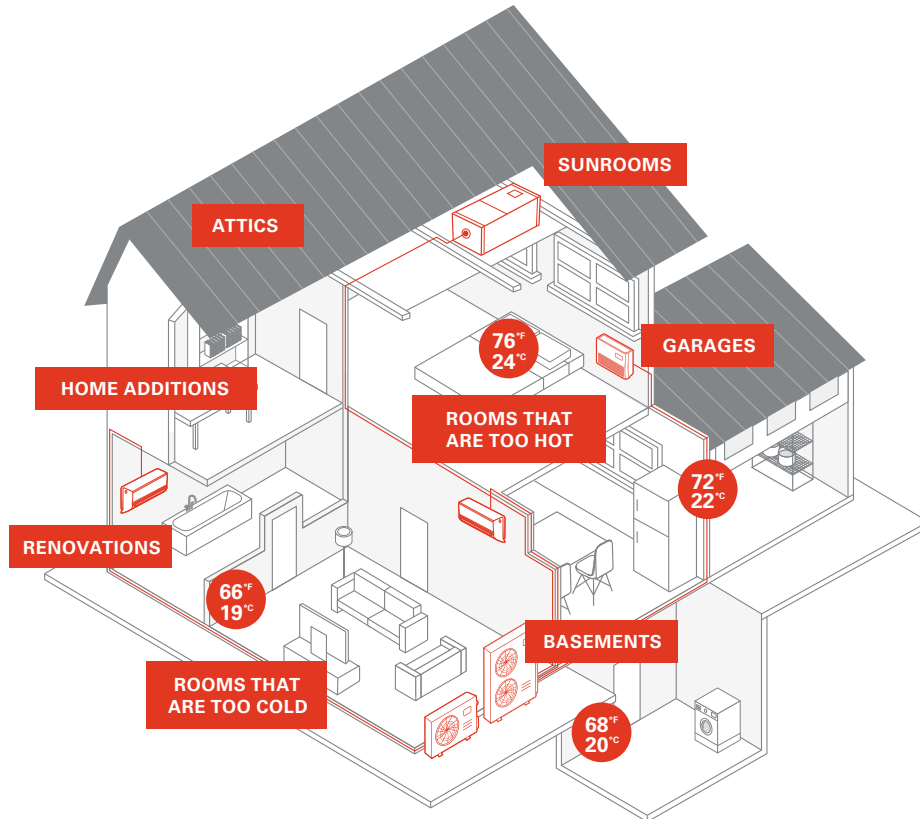 SUNROOMS
ATTICS
76°F
24°C
GARAGES
HOME ADDITIONS
ROOMS THAT
ARE TOO HOT
72°F
22°C
RENOVATIONS
66°F
19°C
BASEMENTS
ROOMS THAT
ARE TOO COLD
68°F
20°C